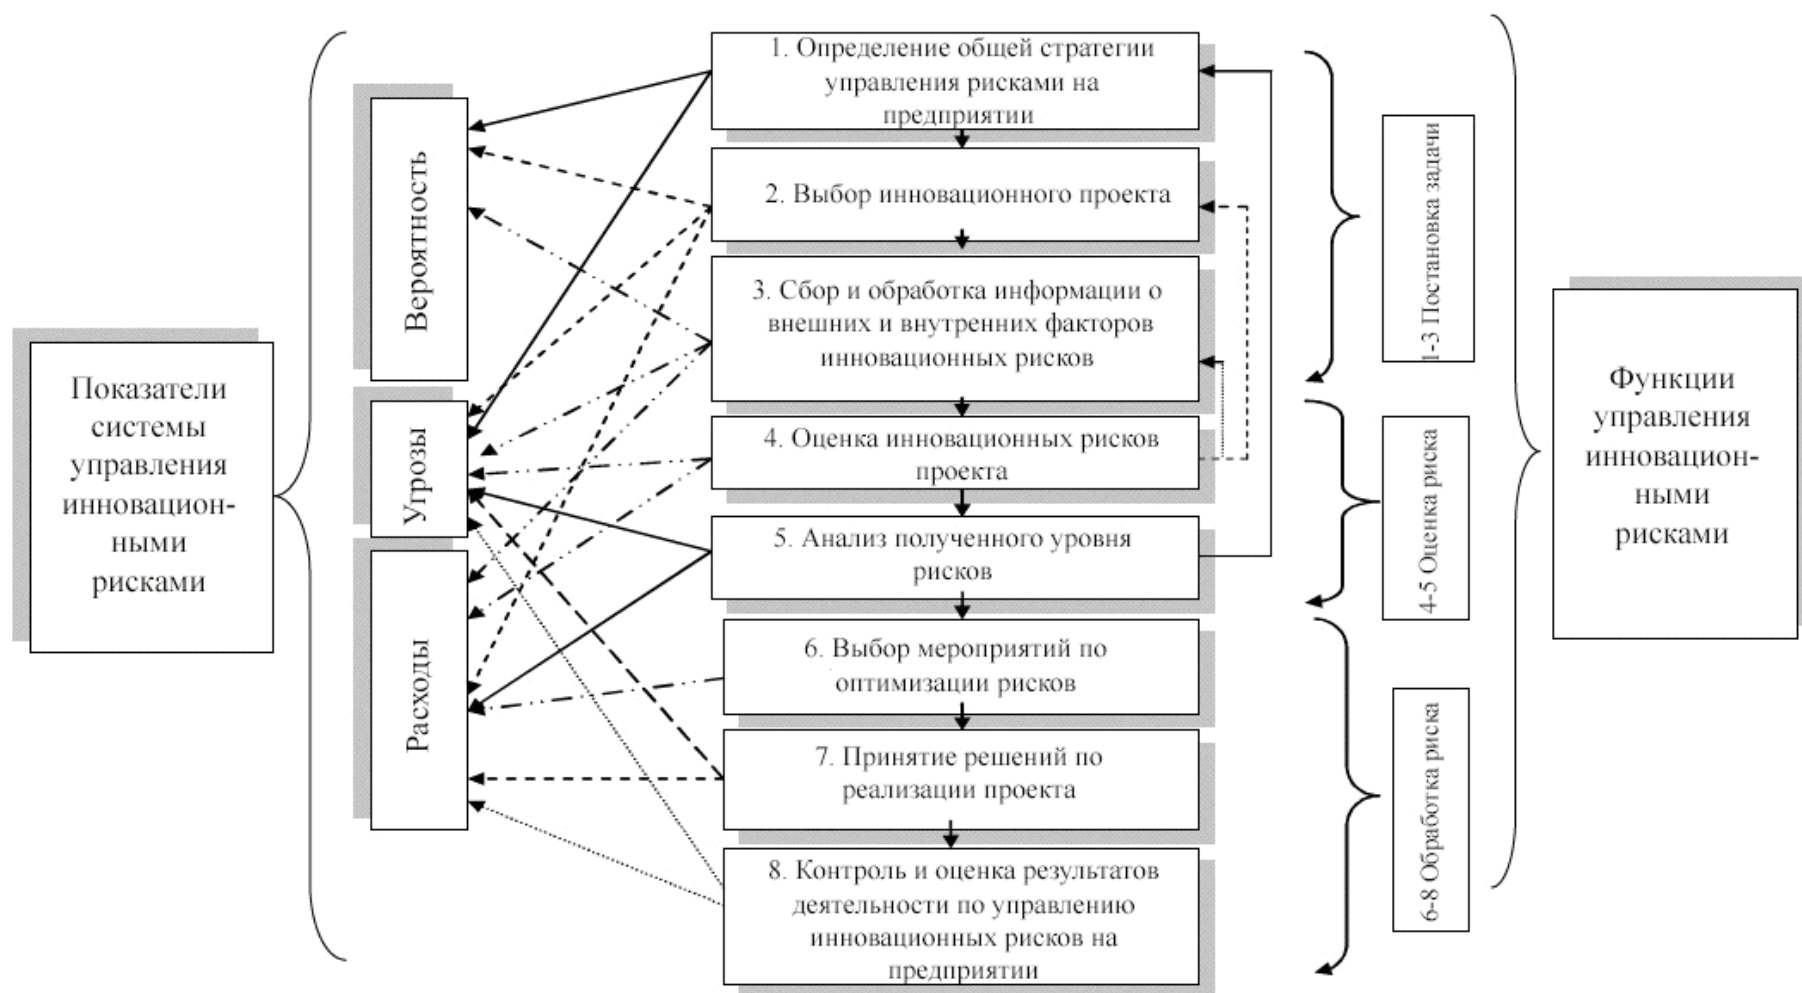 Показатели
системы
управления
инновацион-
ными
рисками
Вероятность
Угрозы
Расходы
1. Определение общей стратегии
управления рисками на
предприятии
2. Выбор инновационного проекта
3. Сбор и обработка информации о
внешних и внутренних факторов
инновационных рисков
4. Оценка инновационных рисков
проекта
5. Анализ полученного уровня
рисков
6. Выбор мероприятий по
оптимизации рисков
7. Принятие решений по
реализации проекта
8. Контроль и оценка результатов
деятельности по управлению
инновационных рисков на
предприятии
1-3 Постановка задачи
4-5 Оценка риска
6-8 Обработка риска
Функции
управления
инновацион-
ными
рисками